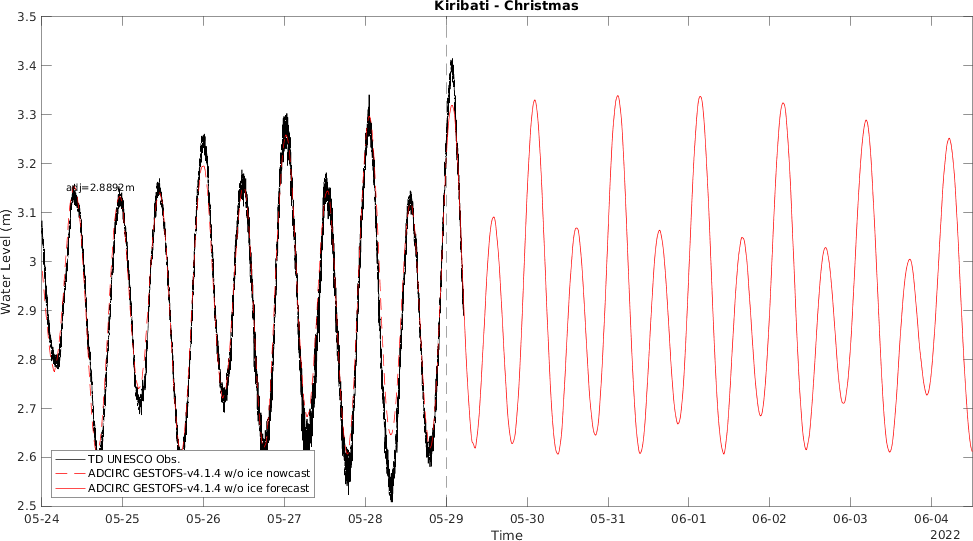 Kiribati - Christmas
3.5
3.4
3.3
3.2
3.1
3
2.9
2.8
2.7
2.6
2.5
Water Level (m)
adj=2.8892m
TD UNESCO Obs.
ADCIRC GESTOFS-v4.1.4 w/o ice nowcast
ADCIRC GESTOFS-v4.1.4 w/o ice forecast
05-24 05-25 05-26 05-27 05-28 05-29 05-30 05-31 06-01 06-02 06-03 06-04
Time
2022